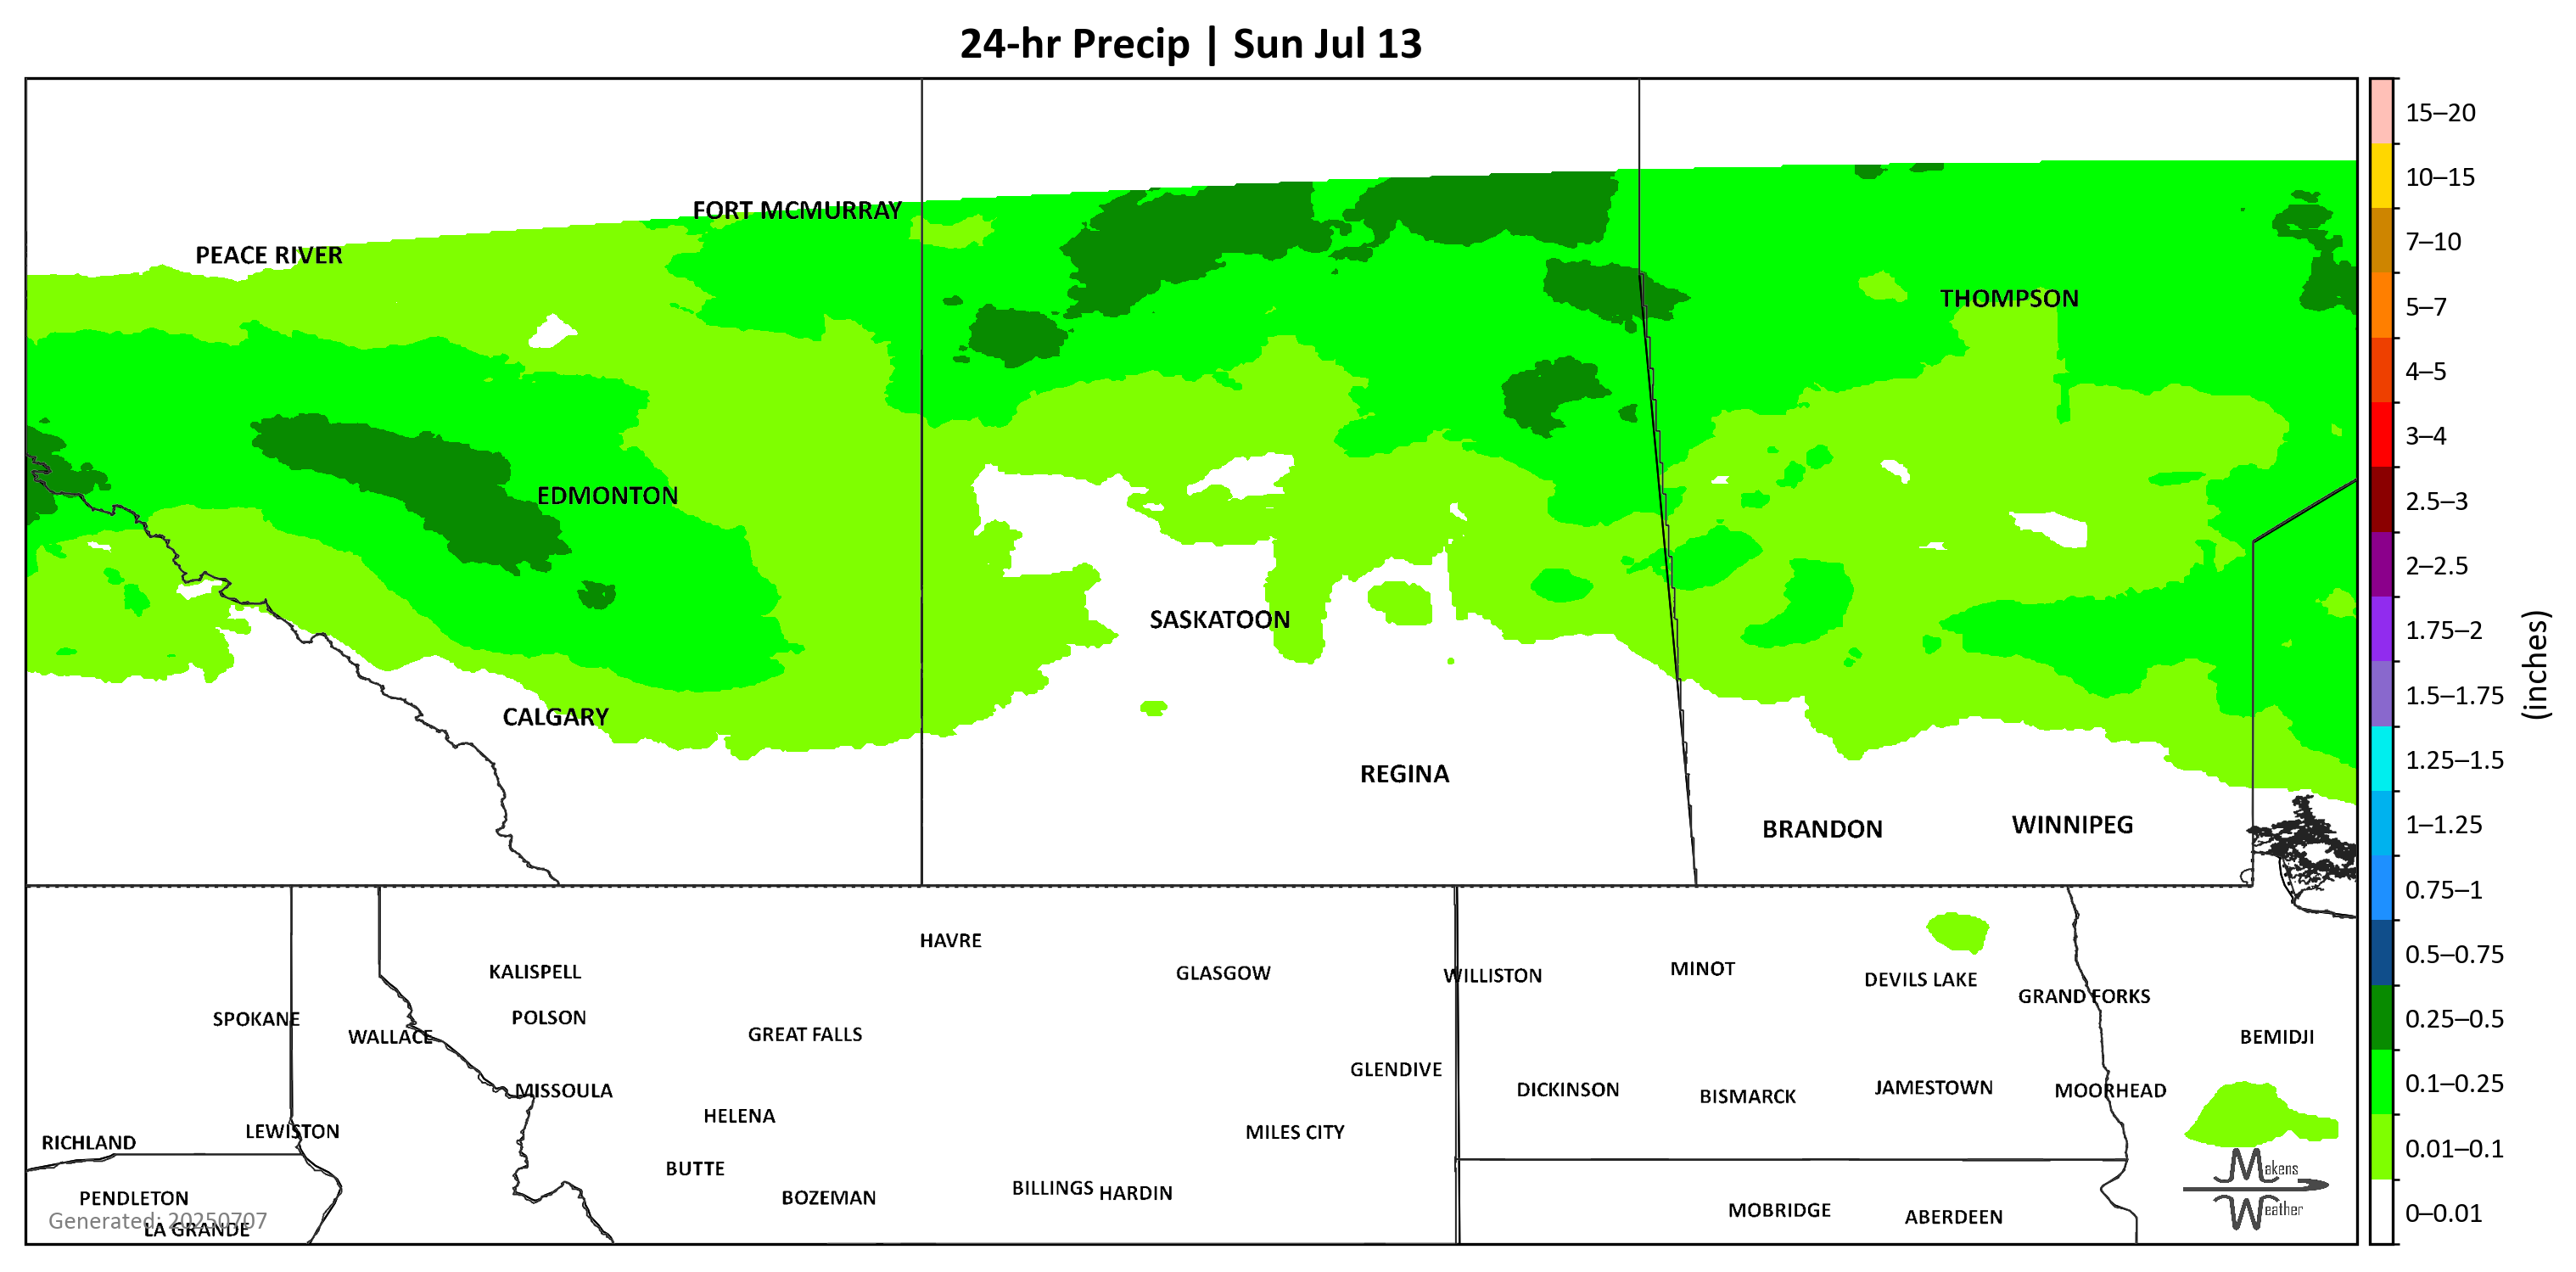 24-hr Precip | Sun Jul 13
FORT MCMURRAY
PEACE RIVER
THOMPSON
EDMONTON
SASKATOON
CALGARY
REGINA
BRANDON
WINNIPEG
HAVRE
KALISPELL
GLASGOW
WILLISTON
MINOT
DEVILS LAKE
GRAND FORKS
SPOKANE
POLSON
WALLACE
GREAT FALLS
BEMIDJI
GLENDIVE
MISSOULA
DICKINSON
BISMARCK
JAMESTOWN
MOORHEAD
HELENA
LEWISTON
MILES CITY
RICHLAND
BUTTE
BILLINGS
HARDIN
PENDLETON
BOZEMAN
MOBRIDGE
ABERDEEN
Generated: 20250707
LA GRANDE
Makens
Weather
15–20
10–15
7–10
5–7
4–5
3–4
2.5–3
2–2.5
1.75–2
1.5–1.75
1.25–1.5
1–1.25
0.75–1
0.5–0.75
0.25–0.5
0.1–0.25
0.01–0.1
0–0.01
(inches)